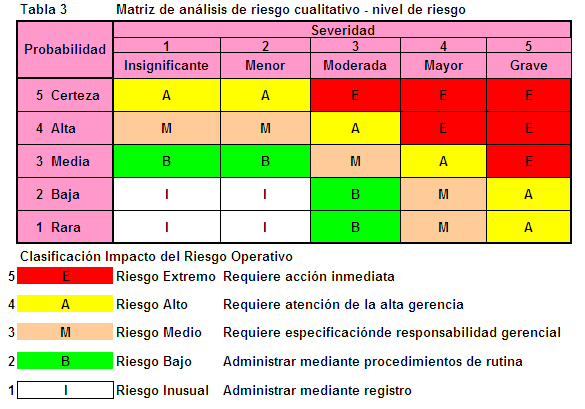 Tabla 3 Matriz de análisis de riesgo cualitativo - nivel de riesgo
Probabilidad Severidad
1 2 3 4 5
Insignificante Menor Moderada Mayor Grave
5 Certeza A A E E E
4 Alta M M A E E
3 Media B B M A E
2 Baja I I B M A
1 Rara I I B M A
Clasificación Impacto del Riesgo Operativo
5 E Riesgo Extremo Requiere acción inmediata
4 A Riesgo Alto Requiere atención de la alta gerencia
3 M Riesgo Medio Requiere especificaciónde responsabilidad gerencial
2 B Riesgo Bajo Administrar mediante procedimientos de rutina
1 I Riesgo Inusual Administrar mediante registro